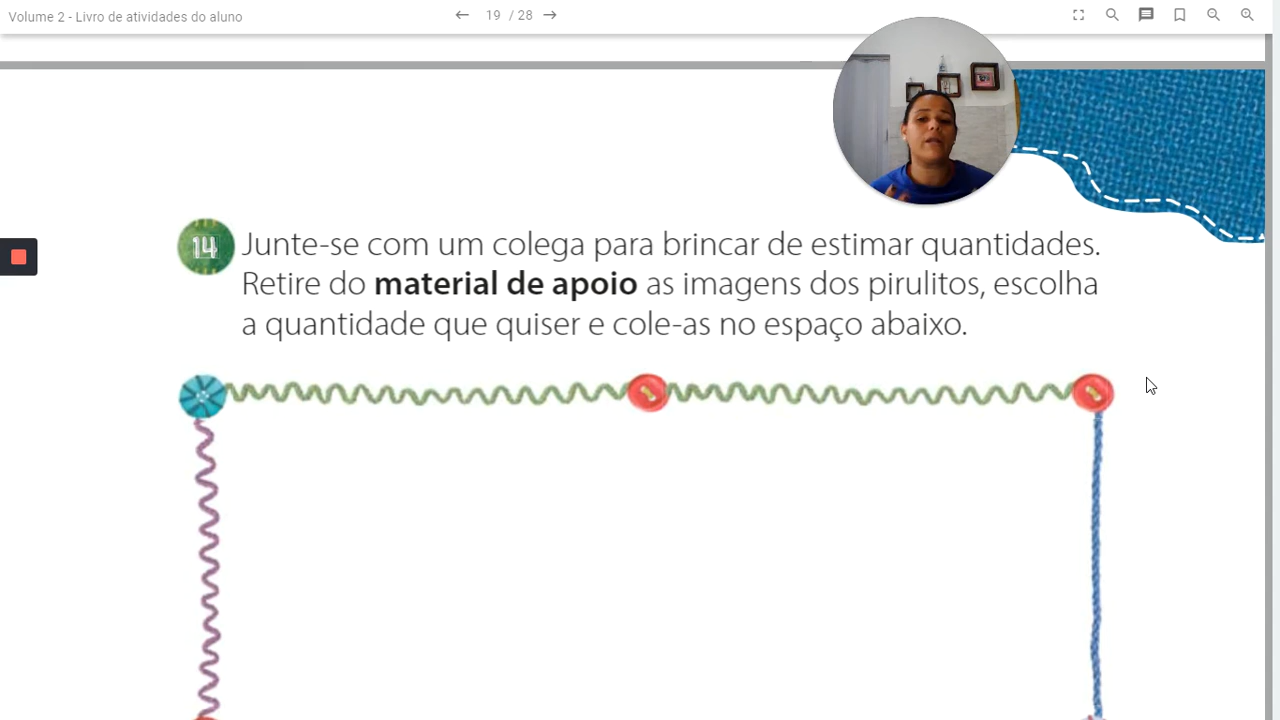 Volume 2 - Livro de atividades do aluno
19 / 28
14 Junte-se com um colega para brincar de estimar quantidades.
Retire do material de apoio as imagens dos pirulitos, escolha
a quantidade que quiser e cole-as no espaço abaixo.